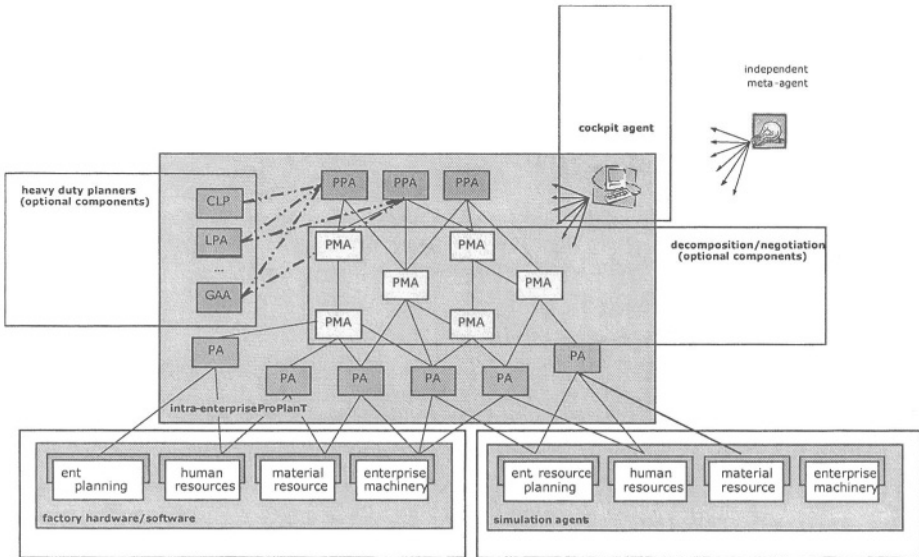 independent
meta-agent
cockpit agent
heavy duty planners
(optional components)
CLP
LPA
...
GAA
PPA
PPA
PPA
PMA
PMA
decomposition/negotiation
(optional components)
PMA
PMA
PMA
PMA
PA
PA
PA
PA
PA
PA
PA
intra-enterpriseProPlanT
ent
planning
human
resources
material
resource
enterprise
machinery
factory hardware/software
ent. resource
planning
human
resources
material
resource
enterprise
machinery
simulation agents